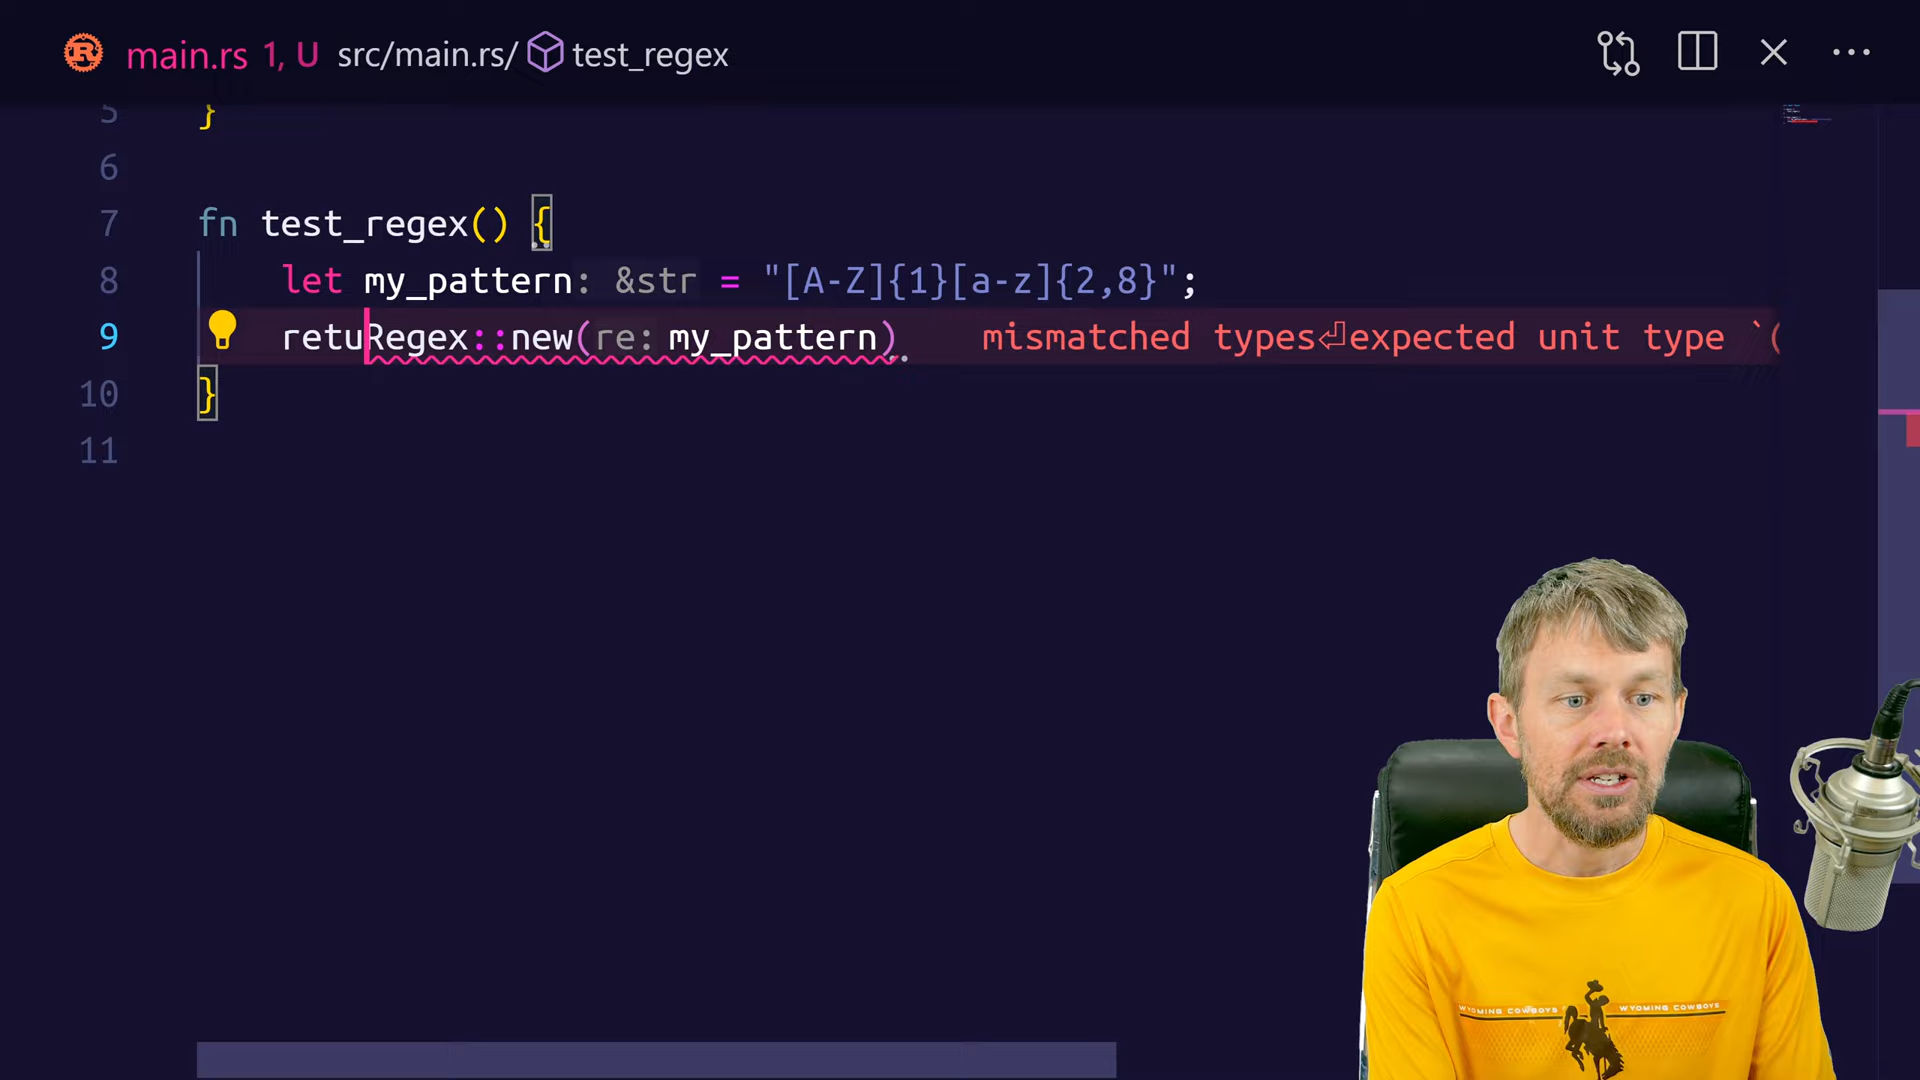 main.rs 1, U src/main.rs/ test_regex
5 }
6
7 fn test_regex() {
8 let my_pattern: &str = "[A-Z]{1}[a-z]{2,8}";
9 retuRegex::new(re: my_pattern) mismatched types⏎expected unit type `(
10 }
11
WYOMING COWBOYS WYOMING COWBOYS